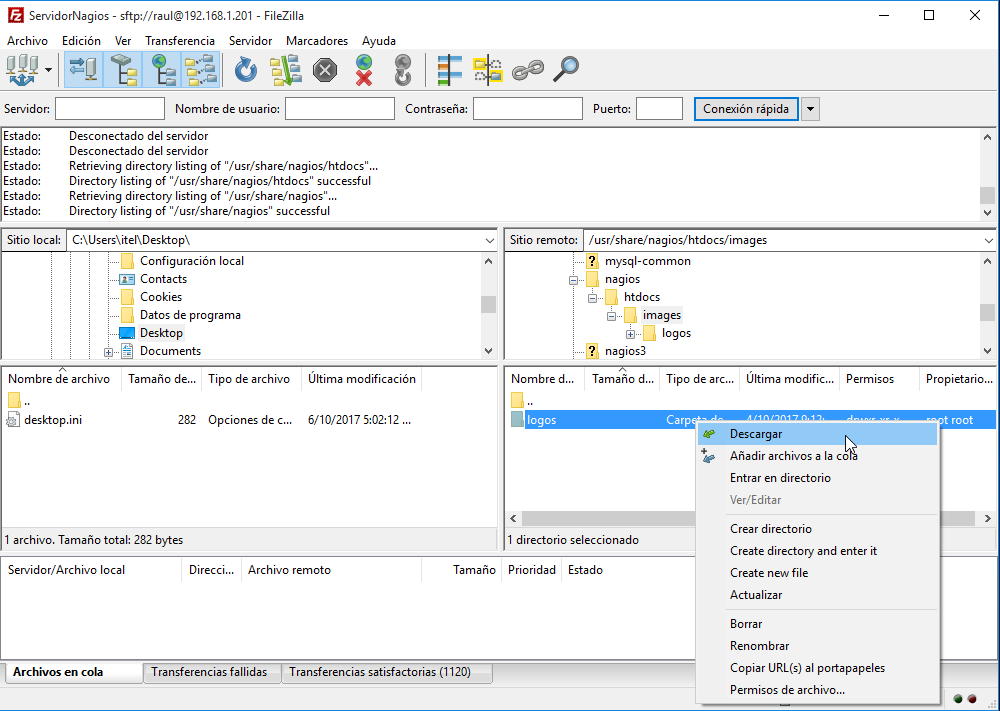 ServidorNagios - sftp://raul@192.168.1.201 - FileZilla
Archivo Edición Ver Transferencia Servidor Marcadores Ayuda
Servidor: Nombre de usuario: Contraseña: Puerto: Conexión rápida
Estado: Desconectado del servidor
Estado: Desconectado del servidor
Estado: Retrieving directory listing of "/usr/share/nagios/htdocs"...
Estado: Directory listing of "/usr/share/nagios/htdocs" successful
Estado: Retrieving directory listing of "/usr/share/nagios"...
Estado: Directory listing of "/usr/share/nagios" successful
Sitio local: C:\Users\itel\Desktop\
Configuración local
Contacts
Cookies
Datos de programa
Desktop
Documents
Sitio remoto: /usr/share/nagios/htdocs/images
mysql-common
nagios
htdocs
images
logos
nagios3
Nombre de archivo Tamaño de... Tipo de archivo Última modificación
..
desktop.ini 282 Opciones de c... 6/10/2017 5:02:12 ...
1 archivo. Tamaño total: 282 bytes
Nombre d... Tamaño d... Tipo de arc... Última modific... Permisos Propietario...
..
logos Carpeta de 4/10/2017 9:12: drwxr-xr-x root root
1 directorio seleccionado
Descargar
Añadir archivos a la cola
Entrar en directorio
Ver/Editar
Crear directorio
Create directory and enter it
Create new file
Actualizar
Borrar
Renombrar
Copiar URL(s) al portapapeles
Permisos de archivo...
Servidor/Archivo local Direcci... Archivo remoto Tamaño Prioridad Estado
Archivos en cola Transferencias fallidas Transferencias satisfactorias (1120)